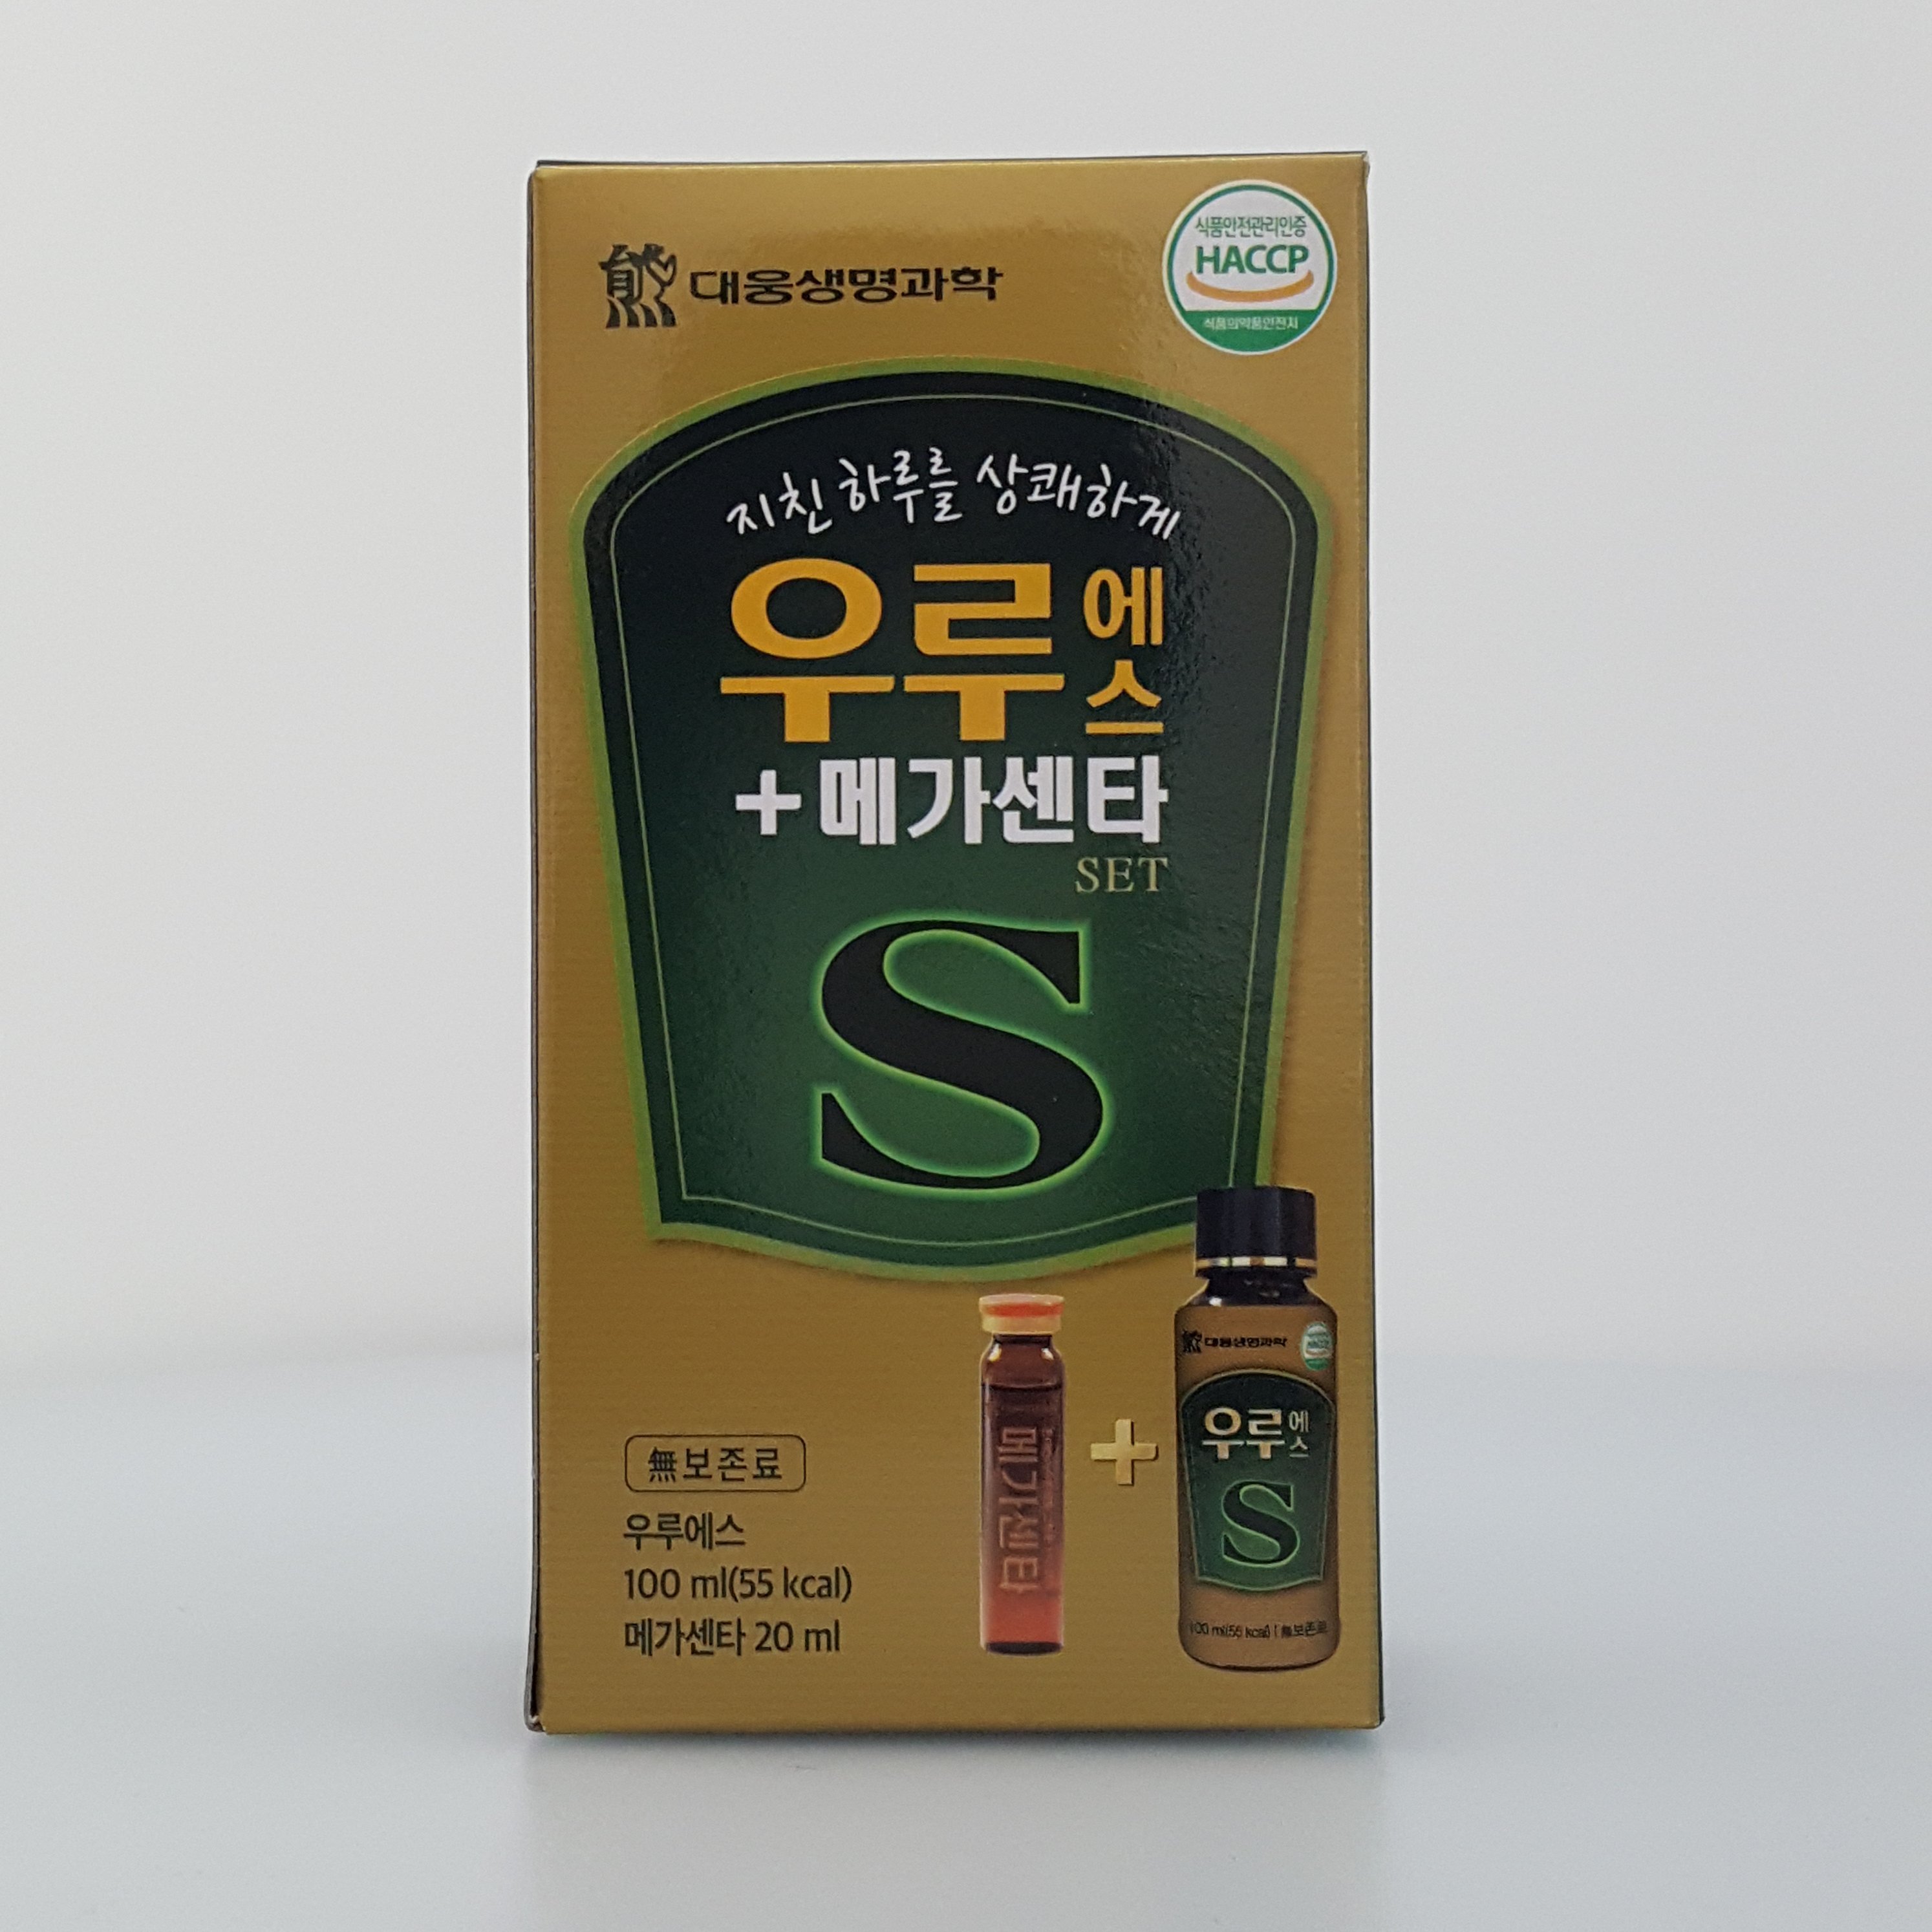 熊 대웅생명과학
식품안전관리인증
HACCP
식품의약품안전처
지친 하루를 상쾌하게
우루에스
+메가센타
SET
S
無보존료
우루에스
100 ml(55 kcal)
메가센타 20 ml
메가센타
+
대웅생명과학
HACCP
우루에스
S
100 ml(55 kcal) | 無보존료